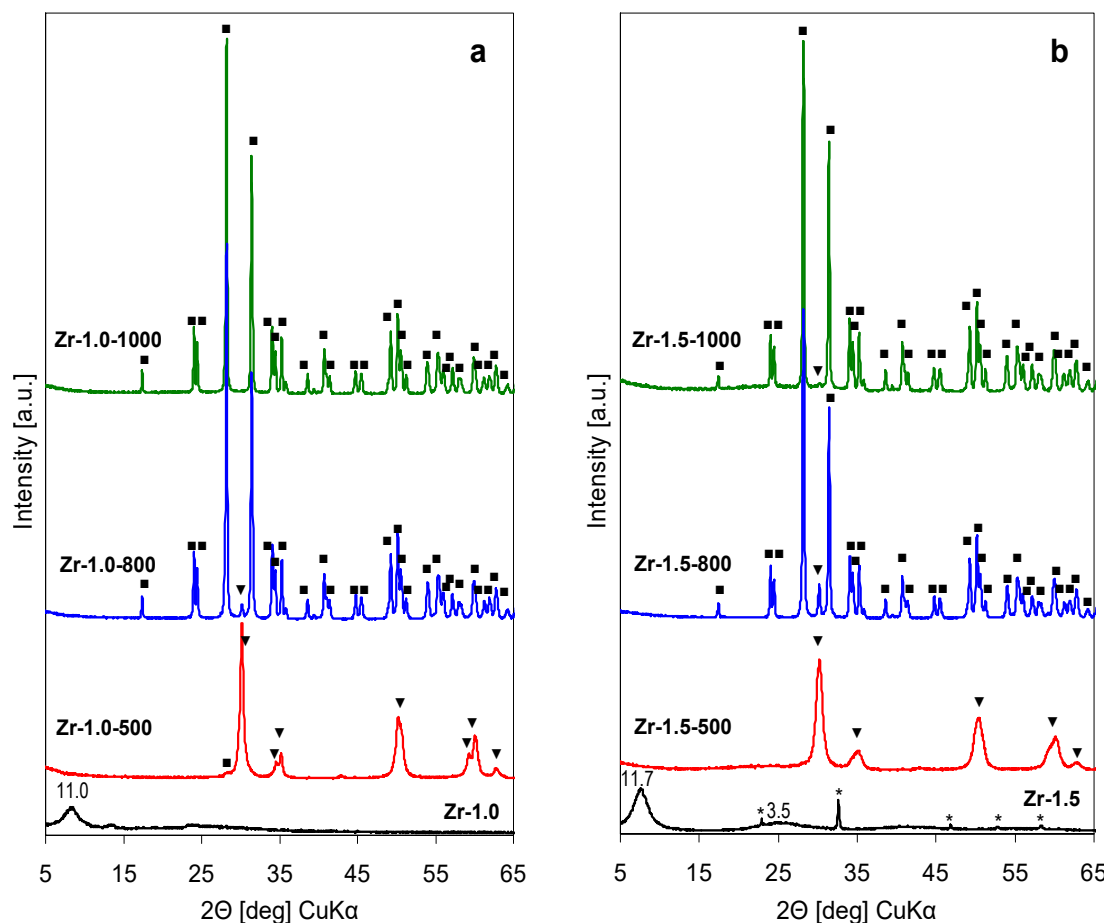 a
Zr-1.0-1000
Zr-1.0-800
Zr-1.0-500
11.0
Zr-1.0
Intensity [a.u.]
5 15 25 35 45 55 65
2Θ [deg] CuKα
b
Zr-1.5-1000
Zr-1.5-800
Zr-1.5-500
11.7
* 3.5 * * * *
Zr-1.5
Intensity [a.u.]
5 15 25 35 45 55 65
2Θ [deg] CuKα